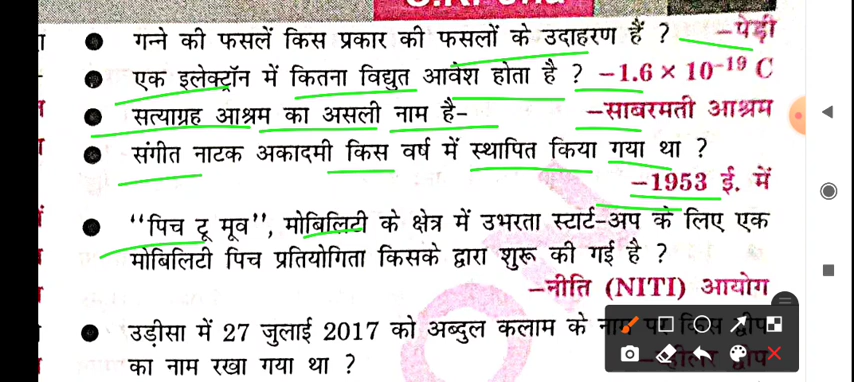 गन्ने की फसलें किस प्रकार की फसलों के उदाहरण हैं ? –पेड़ी
एक इलेक्ट्रॉन में कितना विद्युत आवेश होता है ? –1.6 × 10⁻¹⁹ C
सत्याग्रह आश्रम का असली नाम है- –साबरमती आश्रम
संगीत नाटक अकादमी किस वर्ष में स्थापित किया गया था ?
–1953 ई. में
‘‘पिच टू मूव’’, मोबिलिटी के क्षेत्र में उभरता स्टार्ट-अप के लिए एक
मोबिलिटी पिच प्रतियोगिता किसके द्वारा शुरू की गई है ?
–नीति (NITI) आयोग
उड़ीसा में 27 जुलाई 2017 को अब्दुल कलाम के नाम पर किस द्वीप
का नाम रखा गया था ? –व्हीलर द्वीप